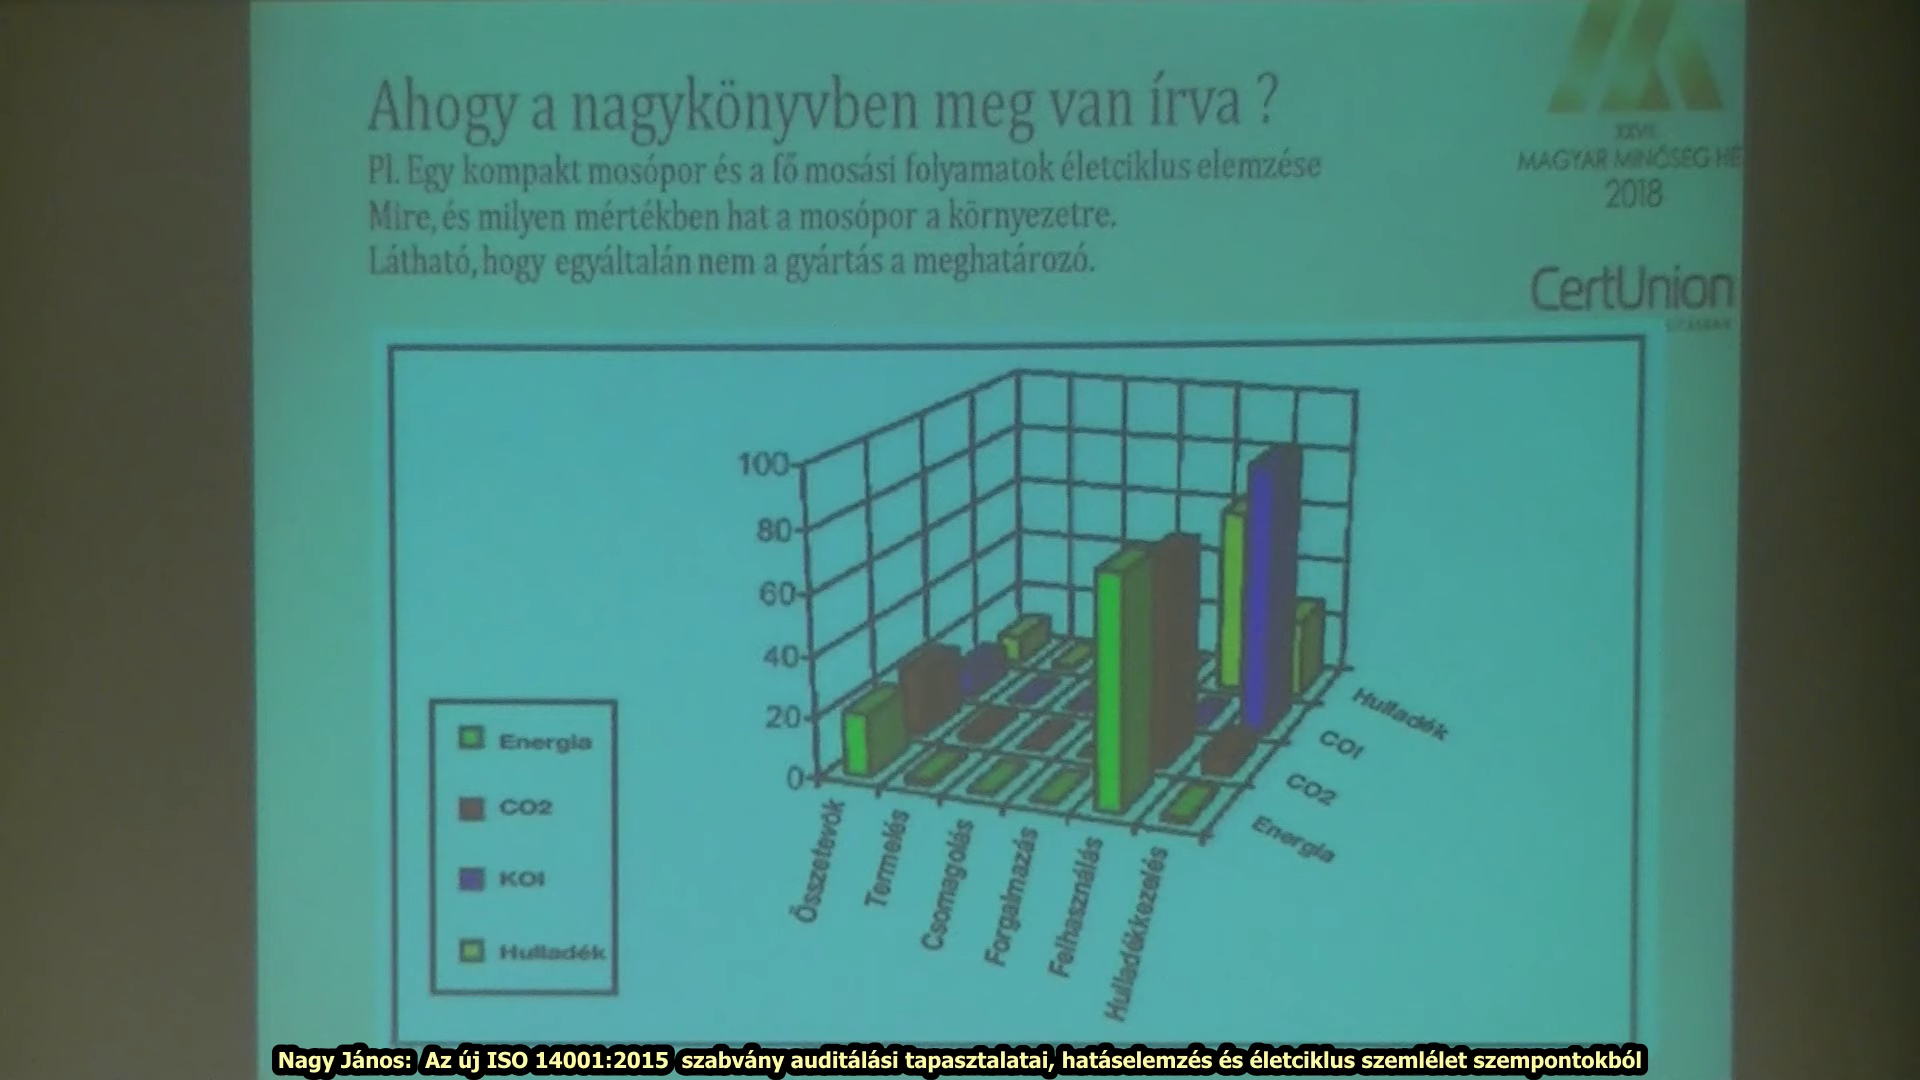 Ahogy a nagykönyvben meg van írva ?
Pl. Egy kompakt mosópor és a fő mosási folyamatok életciklus elemzése
Mire, és milyen mértékben hat a mosópor a környezetre.
Látható, hogy egyáltalán nem a gyártás a meghatározó.
XXVII.
MAGYAR MINŐSÉG HÉ
2018
CertUnion
100
80
60
40
20
0
Összetevők
Termelés
Csomagolás
Forgalmazás
Felhasználás
Hulladékkezelés
Hulladék
COI
CO2
Energia
Energia
CO2
KOI
Hulladék
Nagy János: Az új ISO 14001:2015 szabvány auditálási tapasztalatai, hatáselemzés és életciklus szemlélet szempontokból